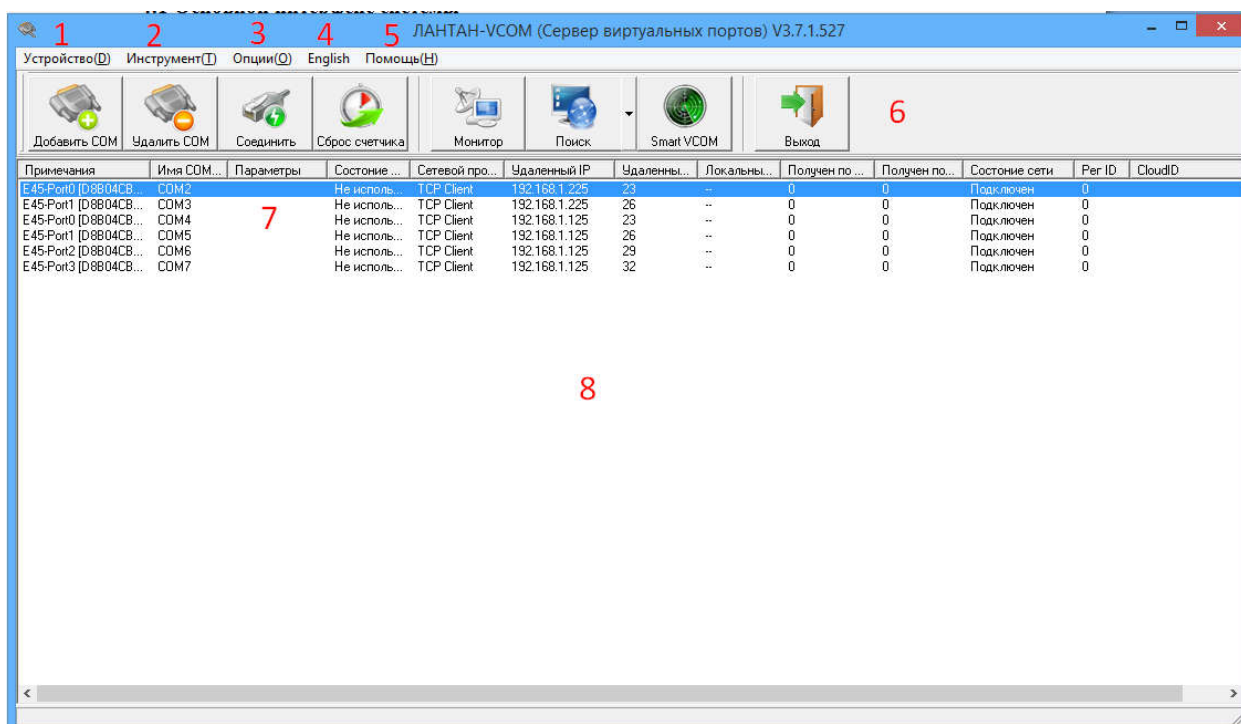 1 2 3 4 5
ЛАНТАН-VCOM (Сервер виртуальных портов) V3.7.1.527
Устройство(D) Инструмент(T) Опции(O) English Помощь(H)
6
Добавить COM Удалить COM Соединить Сброс счетчика Монитор Поиск Smart VCOM Выход
Примечания Имя COM... Параметры Состоние ... Сетевой про... Удаленный IP Удаленны... Локальны... Получен по ... Получен по... Состоние сети Per ID CloudID
E45-Port0 [D8B04CB... COM2 Не исполь... TCP Client 192.168.1.225 23 -- 0 0 Подключен 0
E45-Port1 [D8B04CB... COM3 Не исполь... TCP Client 192.168.1.225 26 -- 0 0 Подключен 0
7
E45-Port0 [D8B04CB... COM4 Не исполь... TCP Client 192.168.1.125 23 -- 0 0 Подключен 0
E45-Port1 [D8B04CB... COM5 Не исполь... TCP Client 192.168.1.125 26 -- 0 0 Подключен 0
E45-Port2 [D8B04CB... COM6 Не исполь... TCP Client 192.168.1.125 29 -- 0 0 Подключен 0
E45-Port3 [D8B04CB... COM7 Не исполь... TCP Client 192.168.1.125 32 -- 0 0 Подключен 0
8